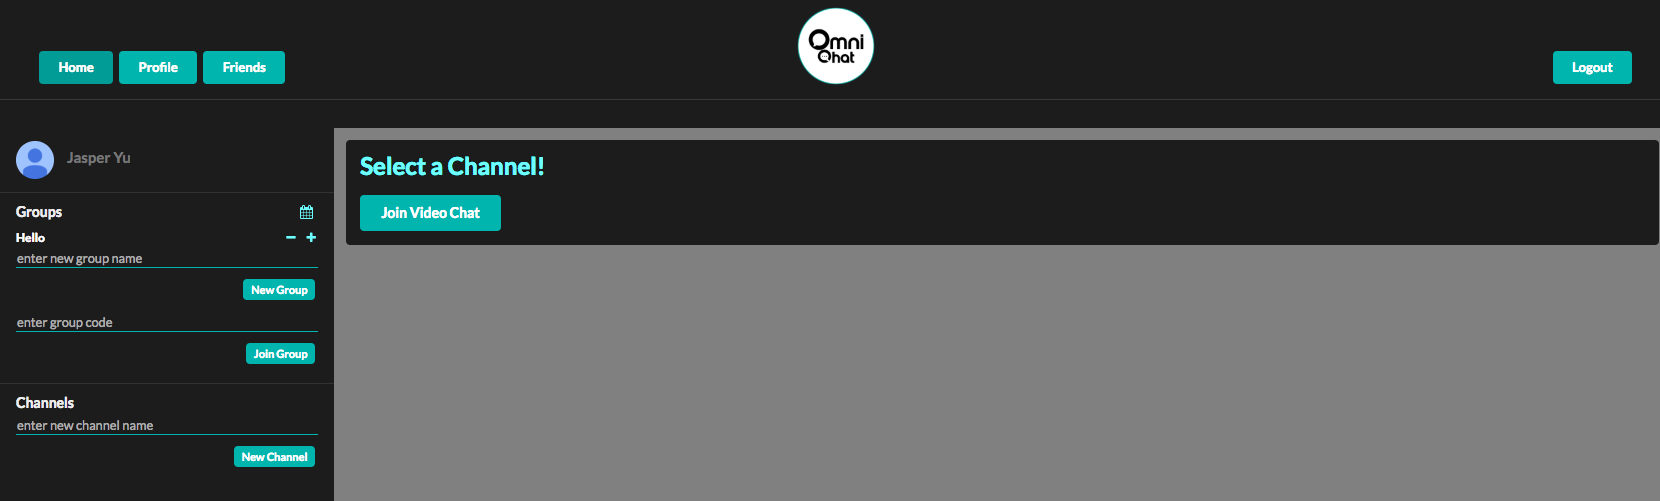 Omni
Chat
Home Profile Friends
Logout
Jasper Yu
Groups
Hello
enter new group name
New Group
enter group code
Join Group
Channels
enter new channel name
New Channel
Select a Channel!
Join Video Chat